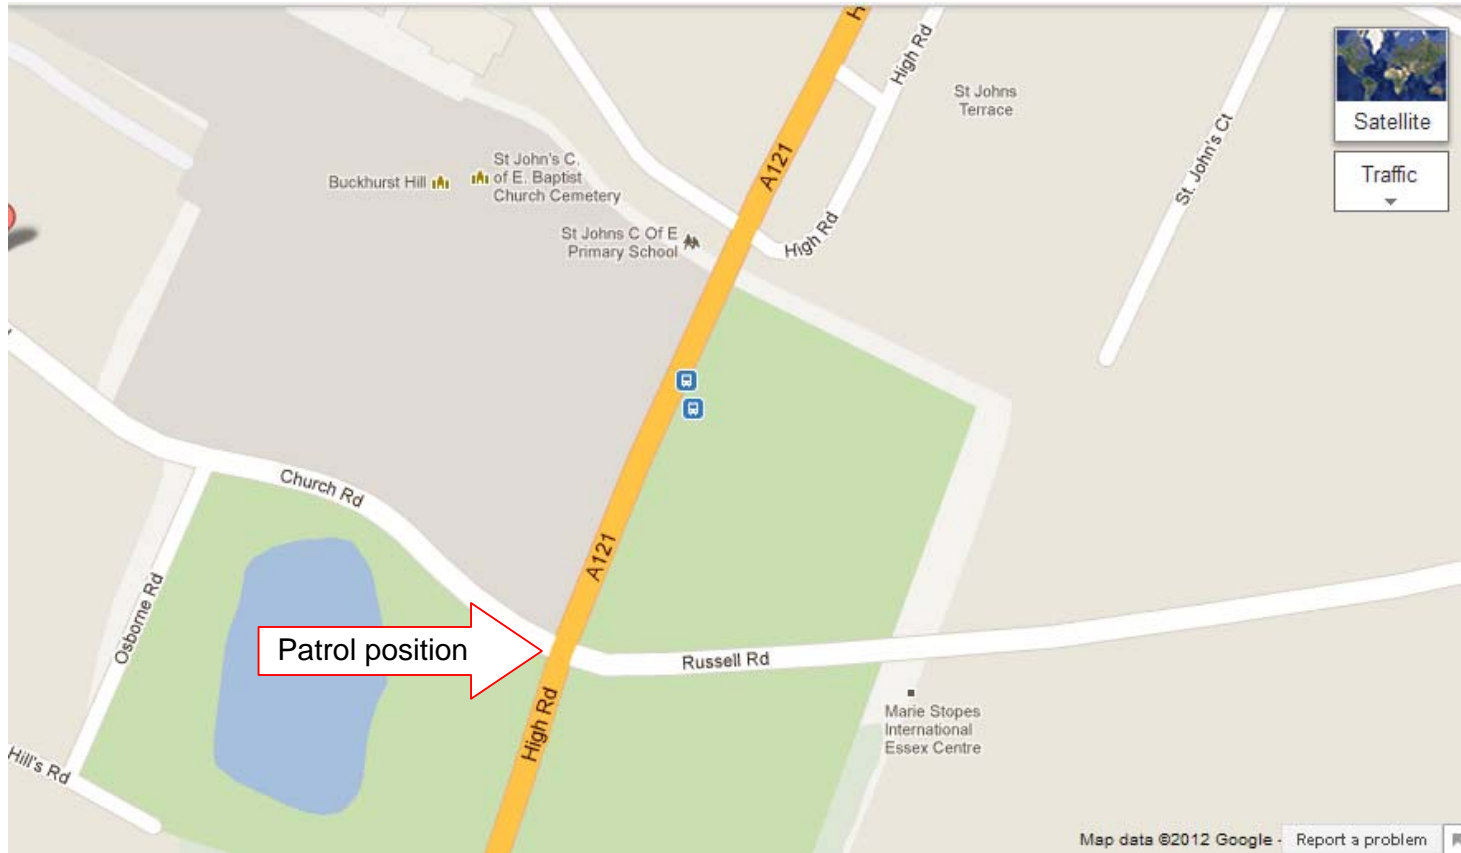 H
High Rd
St Johns
Terrace
Satellite
Traffic
St. John's Ct
A121
Buckhurst Hill
St John's C.
of E. Baptist
Church Cemetery
St Johns C Of E
Primary School
High Rd
Church Rd
A121
Osborne Rd
Patrol position
Russell Rd
High Rd
Marie Stopes
International
Essex Centre
Hill's Rd
Map data ©2012 Google - Report a problem